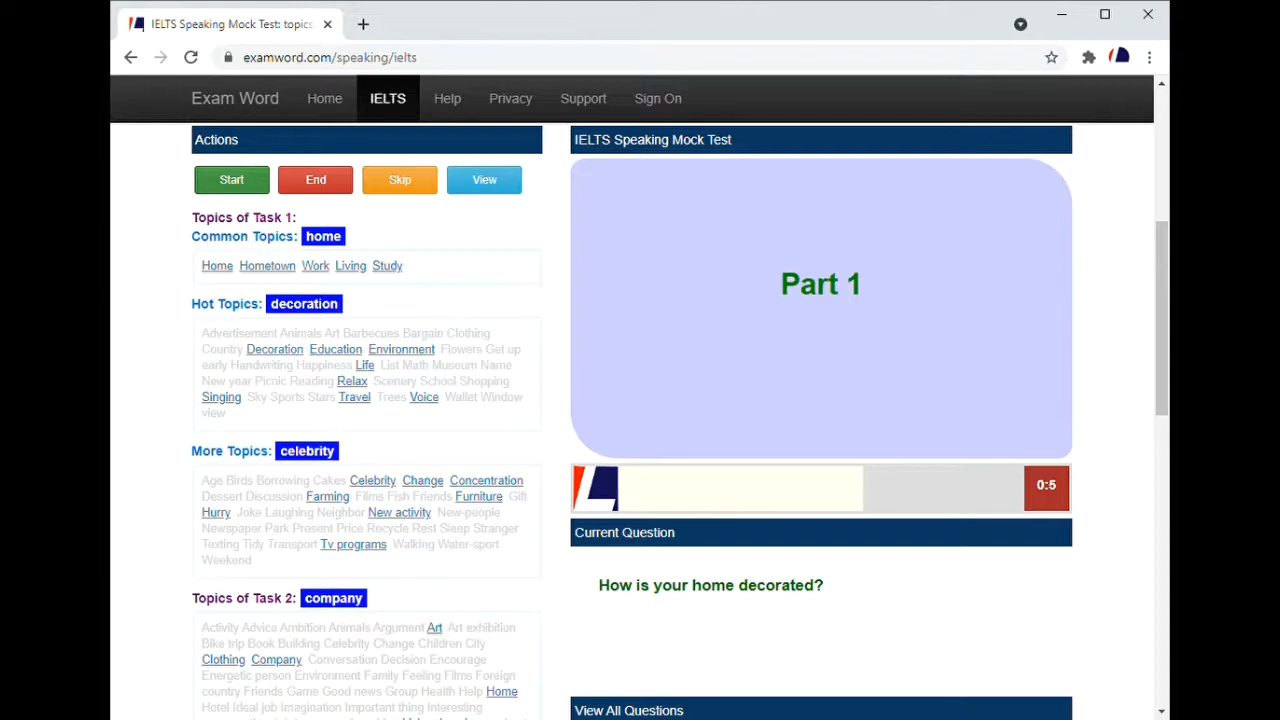 IELTS Speaking Mock Test: topics
examword.com/speaking/ielts
Exam Word Home IELTS Help Privacy Support Sign On
Actions
Start End Skip View
Topics of Task 1:
Common Topics: home
Home Hometown Work Living Study
Hot Topics: decoration
Advertisement Animals Art Barbecues Bargain Clothing
Country Decoration Education Environment Flowers Get up
early Handwriting Happiness Life List Math Museum Name
New year Picnic Reading Relax Scenery School Shopping
Singing Sky Sports Stars Travel Trees Voice Wallet Window
view
More Topics: celebrity
Age Birds Borrowing Cakes Celebrity Change Concentration
Dessert Discussion Farming Films Fish Friends Furniture Gift
Hurry Joke Laughing Neighbor New activity New-people
Newspaper Park Present Price Recycle Rest Sleep Stranger
Texting Tidy Transport Tv programs Walking Water-sport
Weekend
Topics of Task 2: company
Activity Advice Ambition Animals Argument Art Art exhibition
Bike trip Book Building Celebrity Change Children City
Clothing Company Conversation Decision Encourage
Energetic person Environment Family Feeling Films Foreign
country Friends Game Good news Group Health Help Home
Hotel Ideal job Imagination Important thing Interesting
IELTS Speaking Mock Test
Part 1
0:5
Current Question
How is your home decorated?
View All Questions